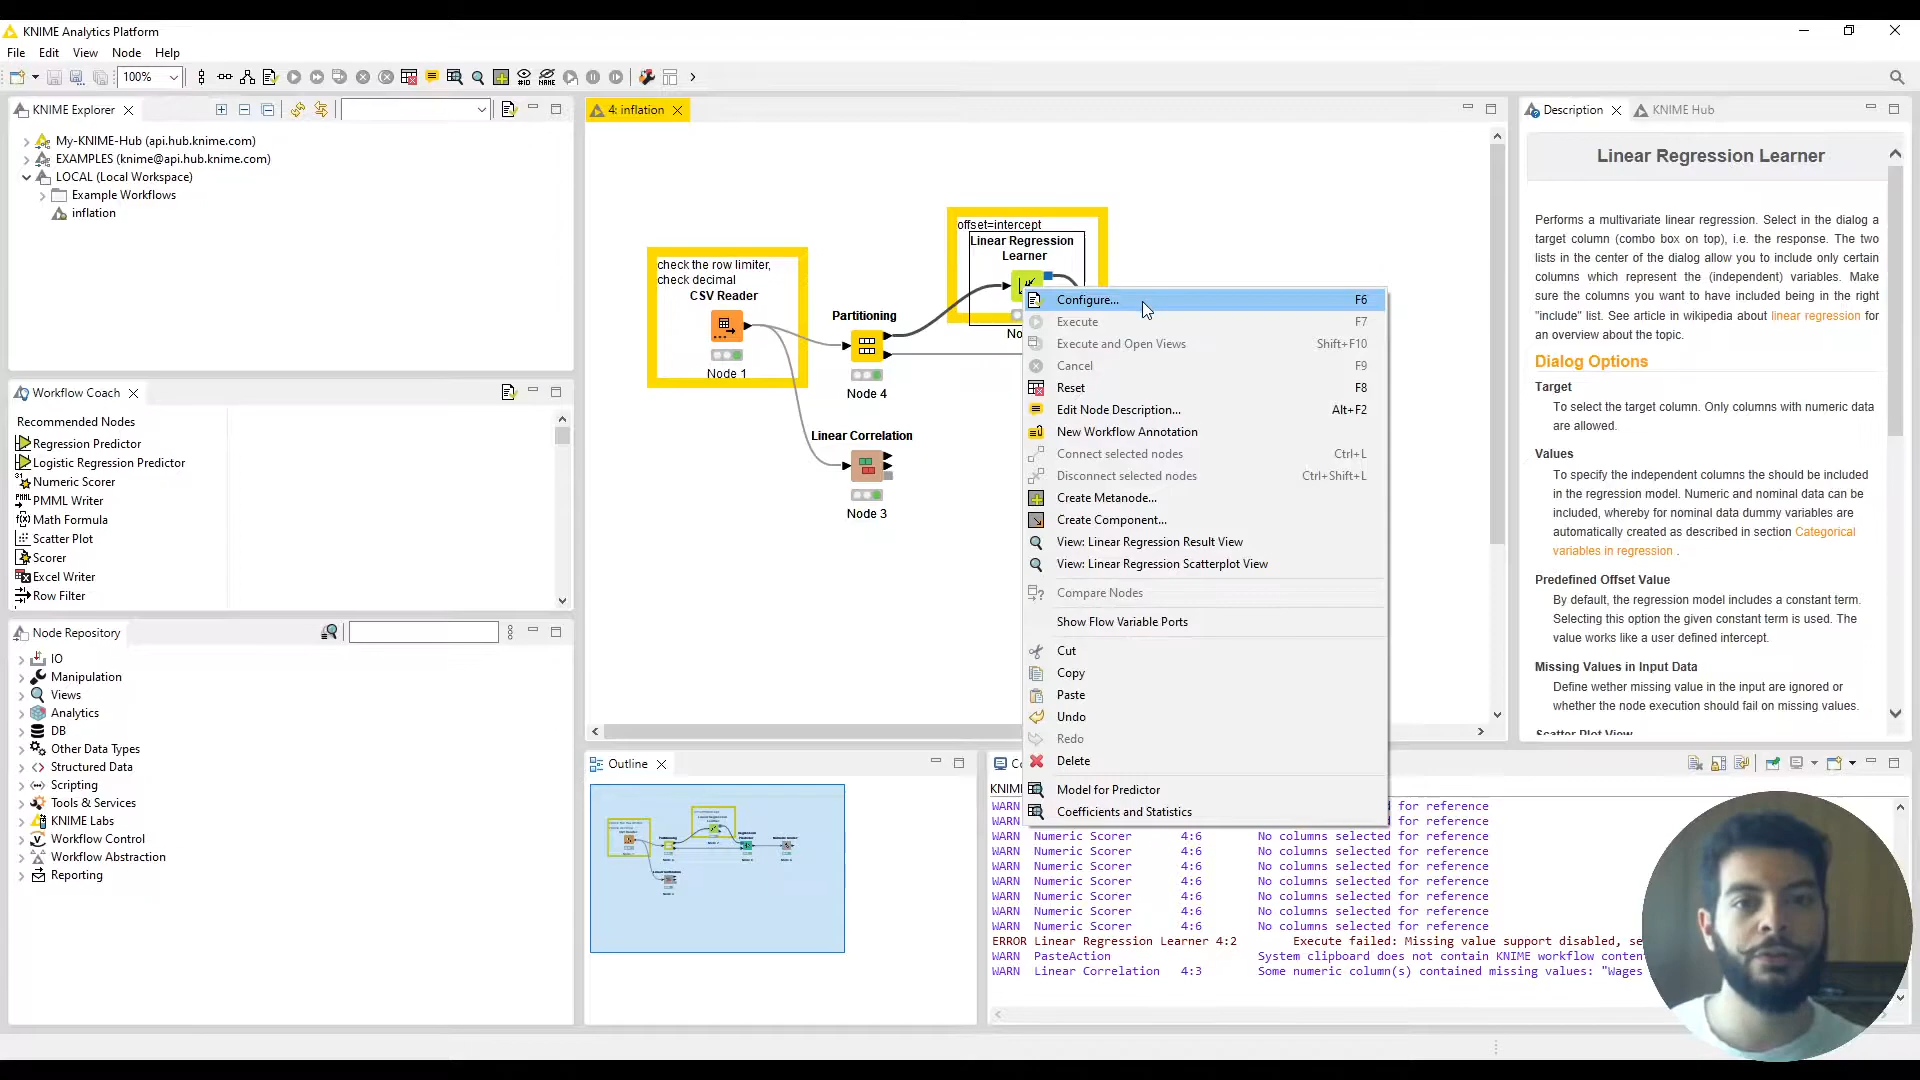 KNIME Analytics Platform
File Edit View Node Help
100%
KNIME Explorer
My-KNIME-Hub (api.hub.knime.com)
EXAMPLES (knime@api.hub.knime.com)
LOCAL (Local Workspace)
Example Workflows
inflation
Workflow Coach
Recommended Nodes
Regression Predictor
Logistic Regression Predictor
Numeric Scorer
PMML Writer
Math Formula
Scatter Plot
Scorer
Excel Writer
Row Filter
Node Repository
IO
Manipulation
Views
Analytics
DB
Other Data Types
Structured Data
Scripting
Tools & Services
KNIME Labs
Workflow Control
Workflow Abstraction
Reporting
4: inflation
check the row limiter,
check decimal
CSV Reader
Node 1
Partitioning
Node 4
Linear Correlation
Node 3
offset=intercept
Linear Regression
Learner
Configure... F6
Execute F7
Execute and Open Views Shift+F10
Cancel F9
Reset F8
Edit Node Description... Alt+F2
New Workflow Annotation
Connect selected nodes Ctrl+L
Disconnect selected nodes Ctrl+Shift+L
Create Metanode...
Create Component...
View: Linear Regression Result View
View: Linear Regression Scatterplot View
Compare Nodes
Show Flow Variable Ports
Cut
Copy
Paste
Undo
Redo
Delete
Model for Predictor
Coefficients and Statistics
Outline
KNIM
WARN d for reference
WARN d for reference
WARN Numeric Scorer 4:6 No columns selected for reference
WARN Numeric Scorer 4:6 No columns selected for reference
WARN Numeric Scorer 4:6 No columns selected for reference
WARN Numeric Scorer 4:6 No columns selected for reference
WARN Numeric Scorer 4:6 No columns selected for reference
WARN Numeric Scorer 4:6 No columns selected for reference
WARN Numeric Scorer 4:6 No columns selected for reference
ERROR Linear Regression Learner 4:2 Execute failed: Missing value support disabled, se
WARN PasteAction System clipboard does not contain KNIME workflow conten
WARN Linear Correlation 4:3 Some numeric column(s) contained missing values: "Wages
Description KNIME Hub
Linear Regression Learner
Performs a multivariate linear regression. Select in the dialog a
target column (combo box on top), i.e. the response. The two
lists in the center of the dialog allow you to include only certain
columns which represent the (independent) variables. Make
sure the columns you want to have included being in the right
"include" list. See article in wikipedia about linear regression for
an overview about the topic.
Dialog Options
Target
To select the target column. Only columns with numeric data
are allowed.
Values
To specify the independent columns the should be included
in the regression model. Numeric and nominal data can be
included, whereby for nominal data dummy variables are
automatically created as described in section Categorical
variables in regression .
Predefined Offset Value
By default, the regression model includes a constant term.
Selecting this option the given constant term is used. The
value works like a user defined intercept.
Missing Values in Input Data
Define wether missing value in the input are ignored or
whether the node execution should fail on missing values.
Scatter Plot View